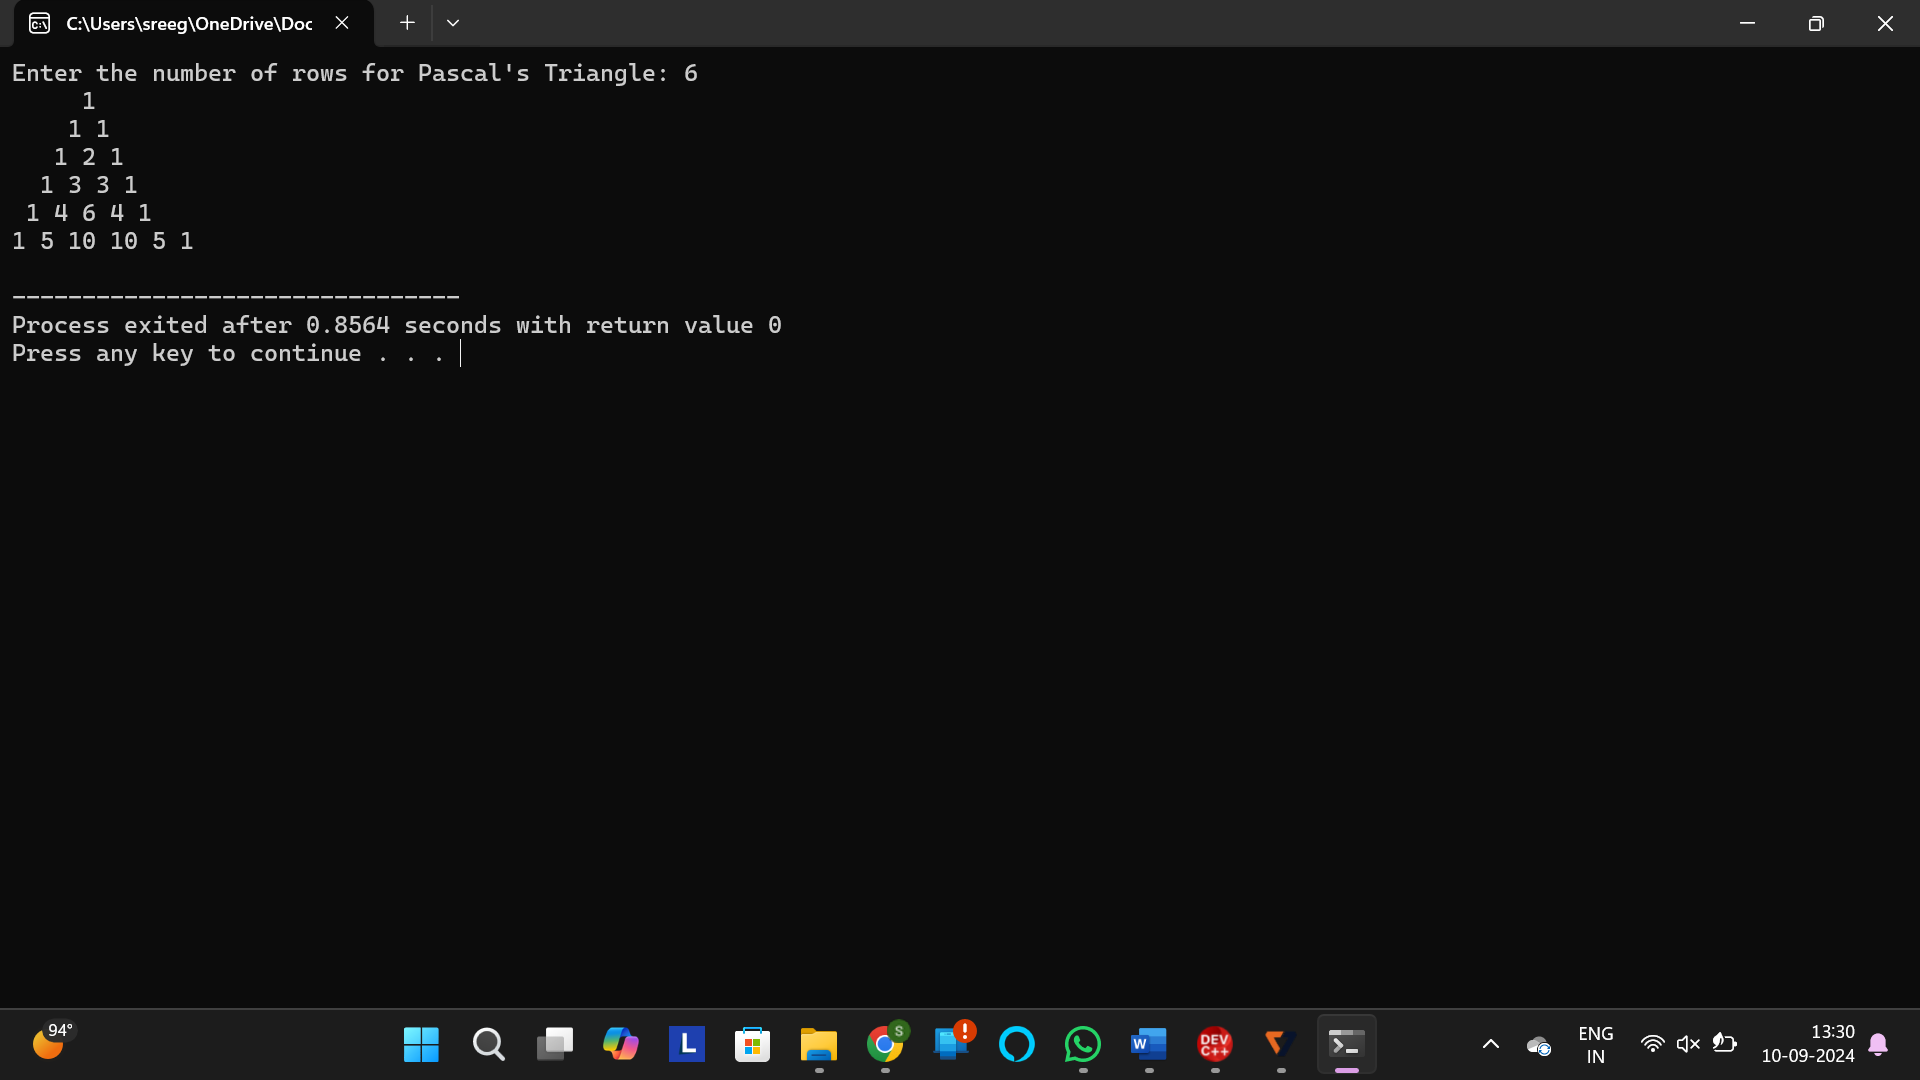 C:\Users\sreeg\OneDrive\Doc
Enter the number of rows for Pascal's Triangle: 6
     1
    1 1
   1 2 1
  1 3 3 1
 1 4 6 4 1
1 5 10 10 5 1
--------------------------------
Process exited after 0.8564 seconds with return value 0
Press any key to continue . . .
94°
L
S
!
W
DEV
C++
ENG
IN
13:30
10-09-2024